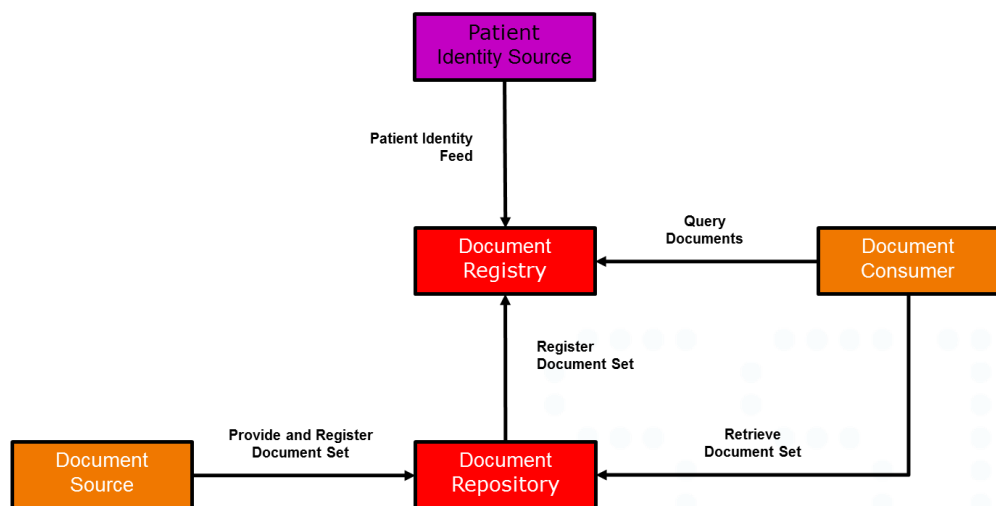 Patient
Identity Source
Patient Identity
Feed
Query
Documents
Document
Registry
Document
Consumer
Register
Document Set
Provide and Register
Document Set
Retrieve
Document Set
Document
Source
Document
Repository